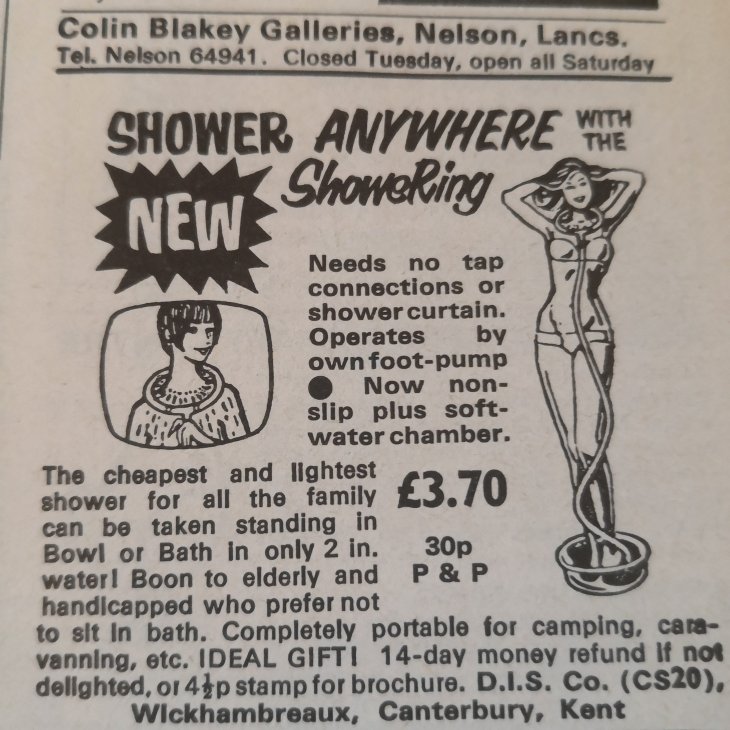 Colin Blakey Galleries, Nelson, Lancs.
Tel. Nelson 64941. Closed Tuesday, open all Saturday
SHOWER ANYWHERE WITH THE
ShoweRing
NEW
Needs no tap
connections or
shower curtain.
Operates by
own foot-pump
● Now non-
slip plus soft-
water chamber.
The cheapest and lightest
shower for all the family
can be taken standing in
Bowl or Bath in only 2 in.
water! Boon to elderly and
handicapped who prefer not
£3.70
30p
P & P
to sit in bath. Completely portable for camping, cara-
vanning, etc. IDEAL GIFT! 14-day money refund if not
delighted, or 4½p stamp for brochure. D.I.S. Co. (CS20),
Wickhambreaux, Canterbury, Kent